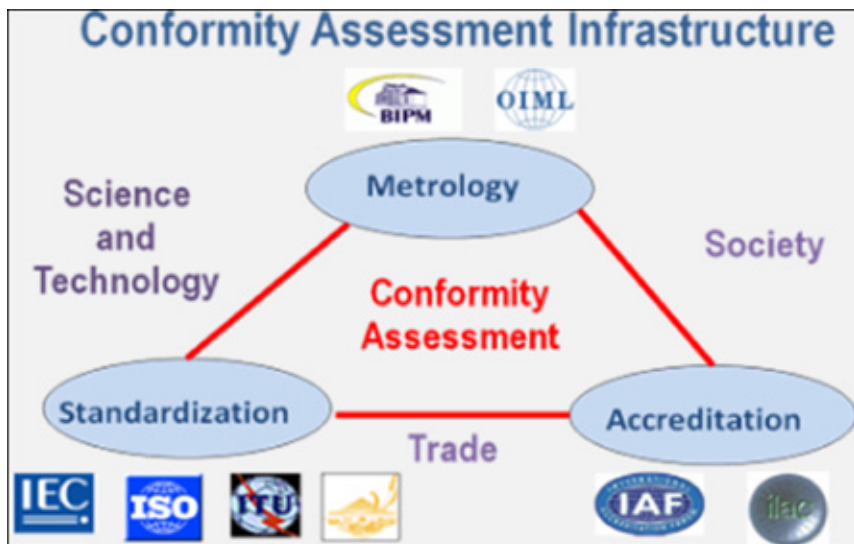 Conformity Assessment Infrastructure
BIPM
OIML
Metrology
Science
and
Technology
Society
Conformity
Assessment
Standardization
Accreditation
Trade
IEC
ISO
ITU
IAF
ilac